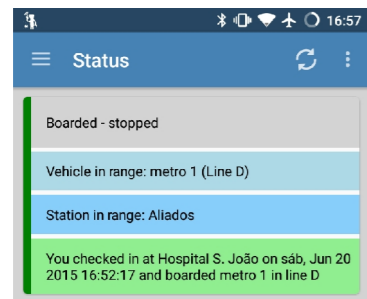 16:57
Status
Boarded - stopped
Vehicle in range: metro 1 (Line D)
Station in range: Aliados
You checked in at Hospital S. João on sáb, Jun 20
2015 16:52:17 and boarded metro 1 in line D